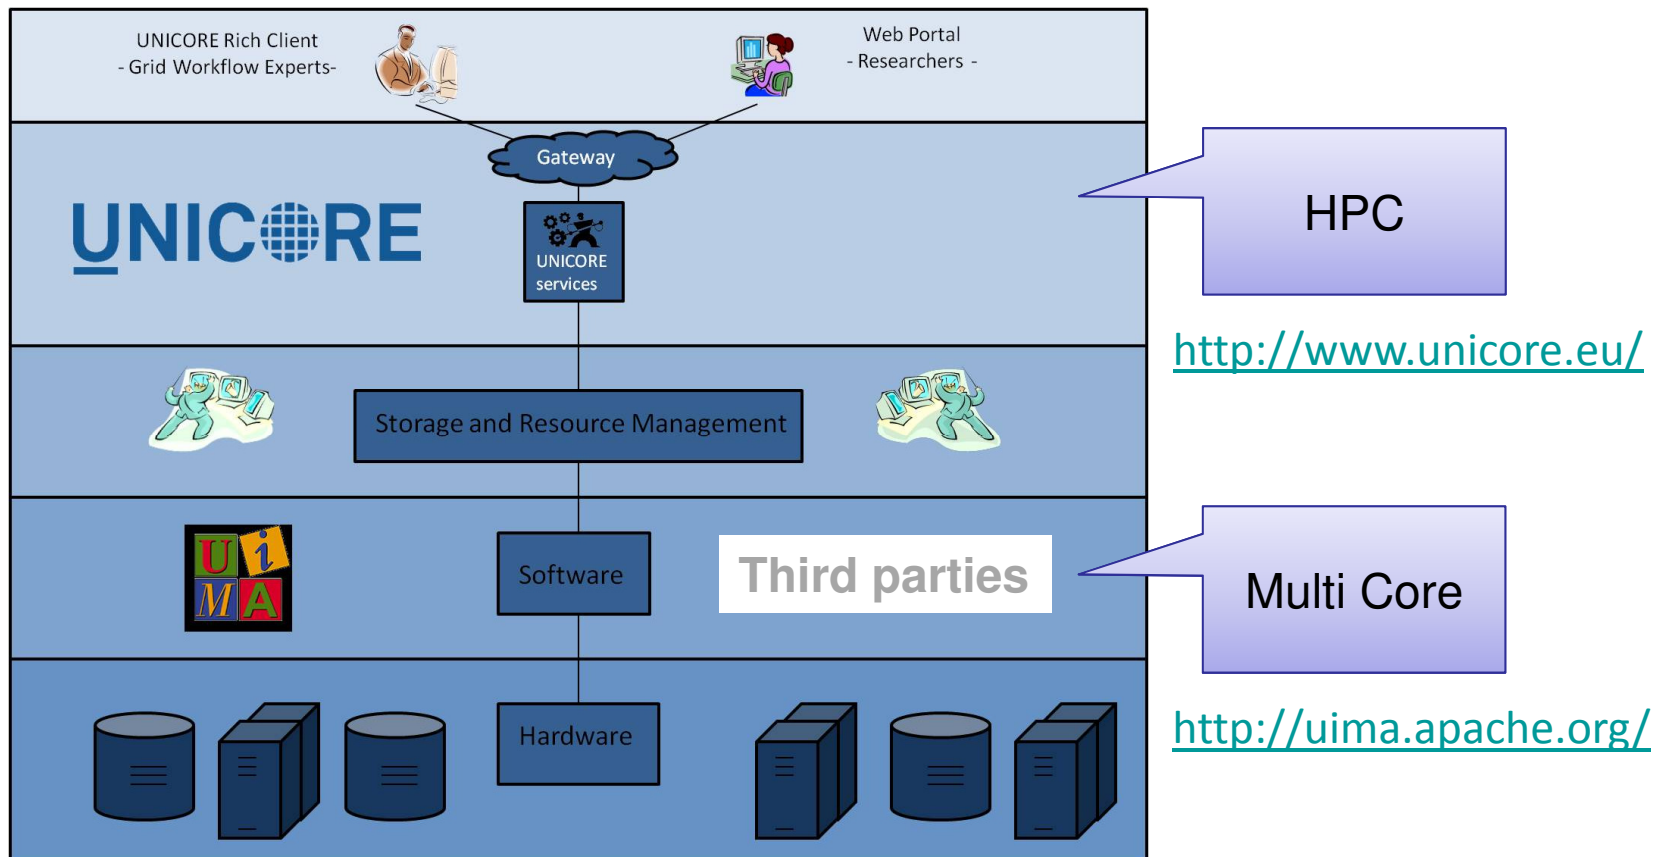 UNICORE Rich Client
- Grid Workflow Experts-
Web Portal
- Researchers -
Gateway
UNICORE
UNICORE
services
HPC
http://www.unicore.eu/
Storage and Resource Management
UiMA
Software
Third parties
Multi Core
Hardware
http://uima.apache.org/